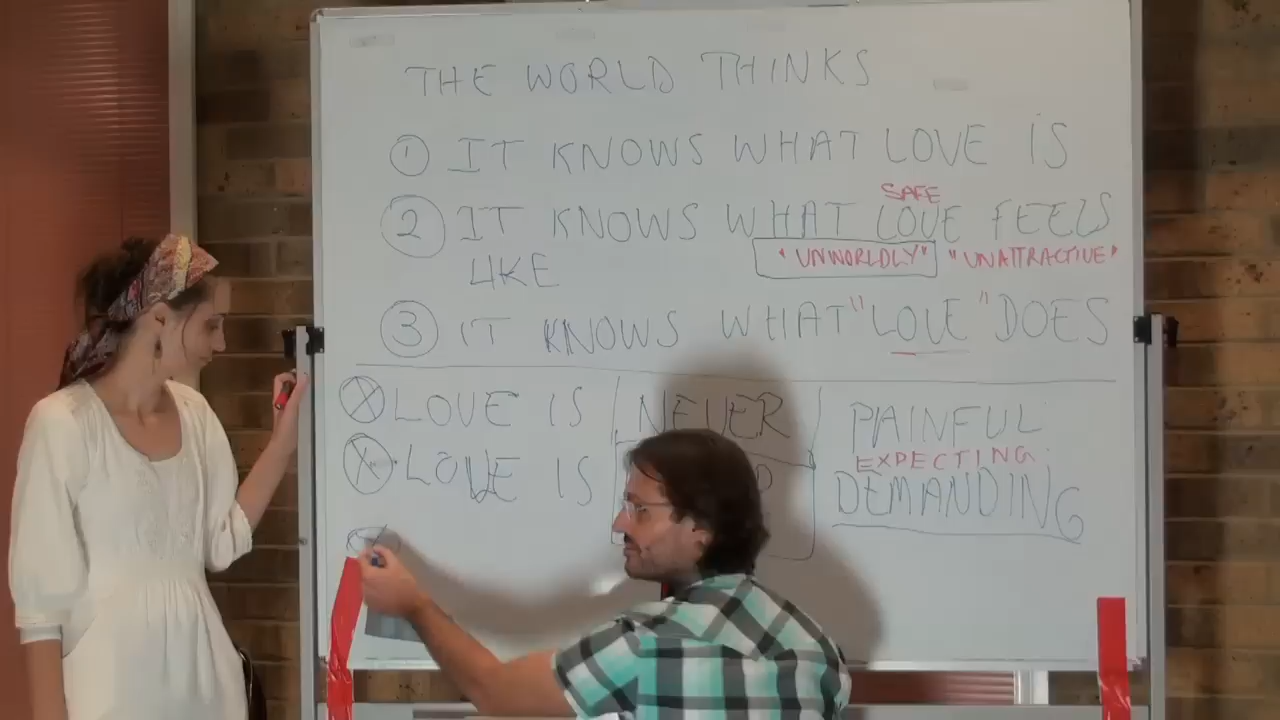 THE WORLD THINKS
① IT KNOWS WHAT LOVE IS
SAFE
② IT KNOWS WHAT LOVE FEELS
LIKE "UNWORLDLY" "UNATTRACTIVE"
③ IT KNOWS WHAT "LOVE" DOES
LOVE IS NEVER PAINFUL
EXPECTING
LOVE IS DEMANDING